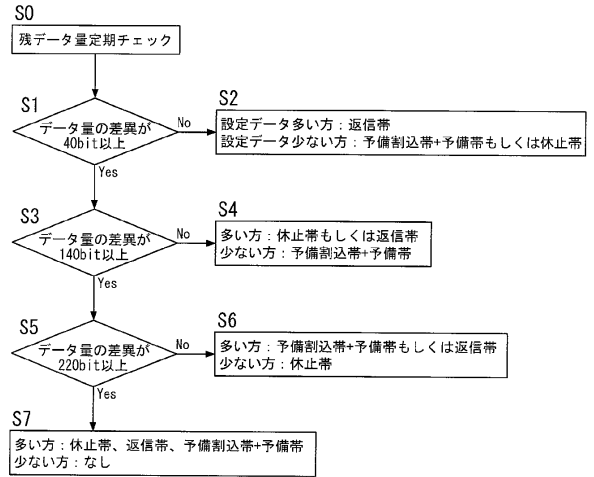 S0
残データ量定期チェック
S1
データ量の差異が
40bit以上
No
Yes
S2
設定データ多い方：返信帯
設定データ少ない方：予備割込帯+予備帯もしくは休止帯
S3
データ量の差異が
140bit以上
No
Yes
S4
多い方：休止帯もしくは返信帯
少ない方：予備割込帯+予備帯
S5
データ量の差異が
220bit以上
No
Yes
S6
多い方：予備割込帯+予備帯もしくは返信帯
少ない方：休止帯
S7
多い方：休止帯、返信帯、予備割込帯+予備帯
少ない方：なし